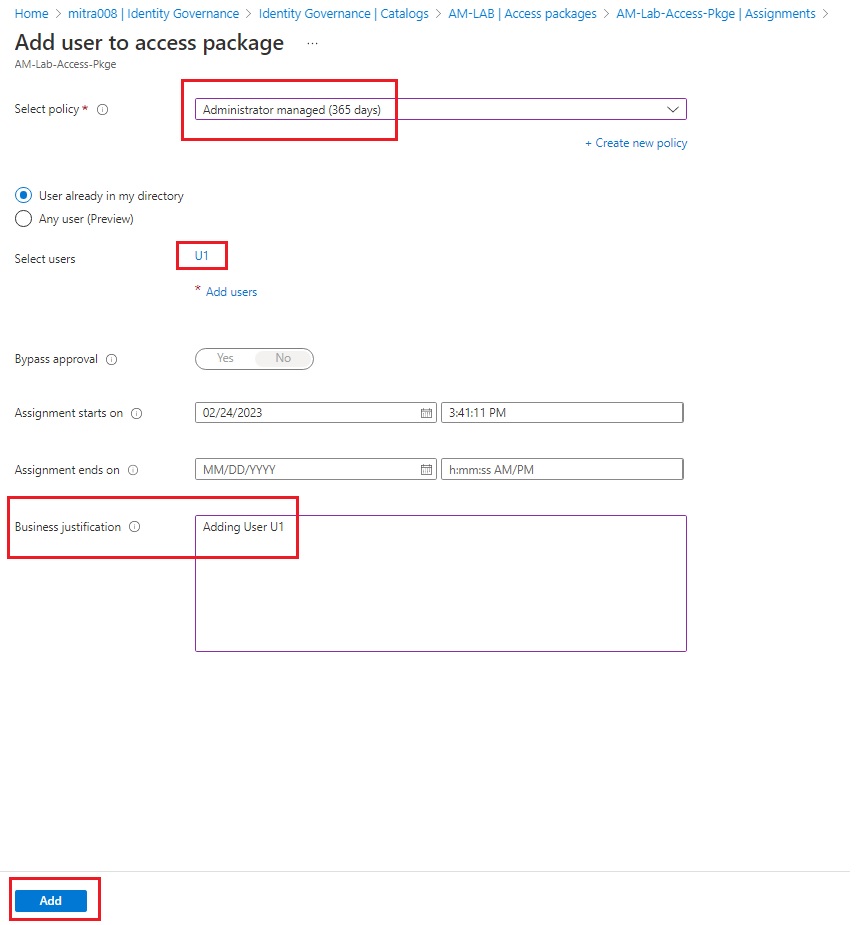 Home > mitra008 | Identity Governance > Identity Governance | Catalogs > AM-LAB | Access packages > AM-Lab-Access-Pkge | Assignments >
Add user to access package ...
AM-Lab-Access-Pkge
Select policy * Administrator managed (365 days)
+ Create new policy
User already in my directory
Any user (Preview)
Select users U1
* Add users
Bypass approval Yes No
Assignment starts on 02/24/2023 3:41:11 PM
Assignment ends on MM/DD/YYYY h:mm:ss AM/PM
Business justification Adding User U1
Add